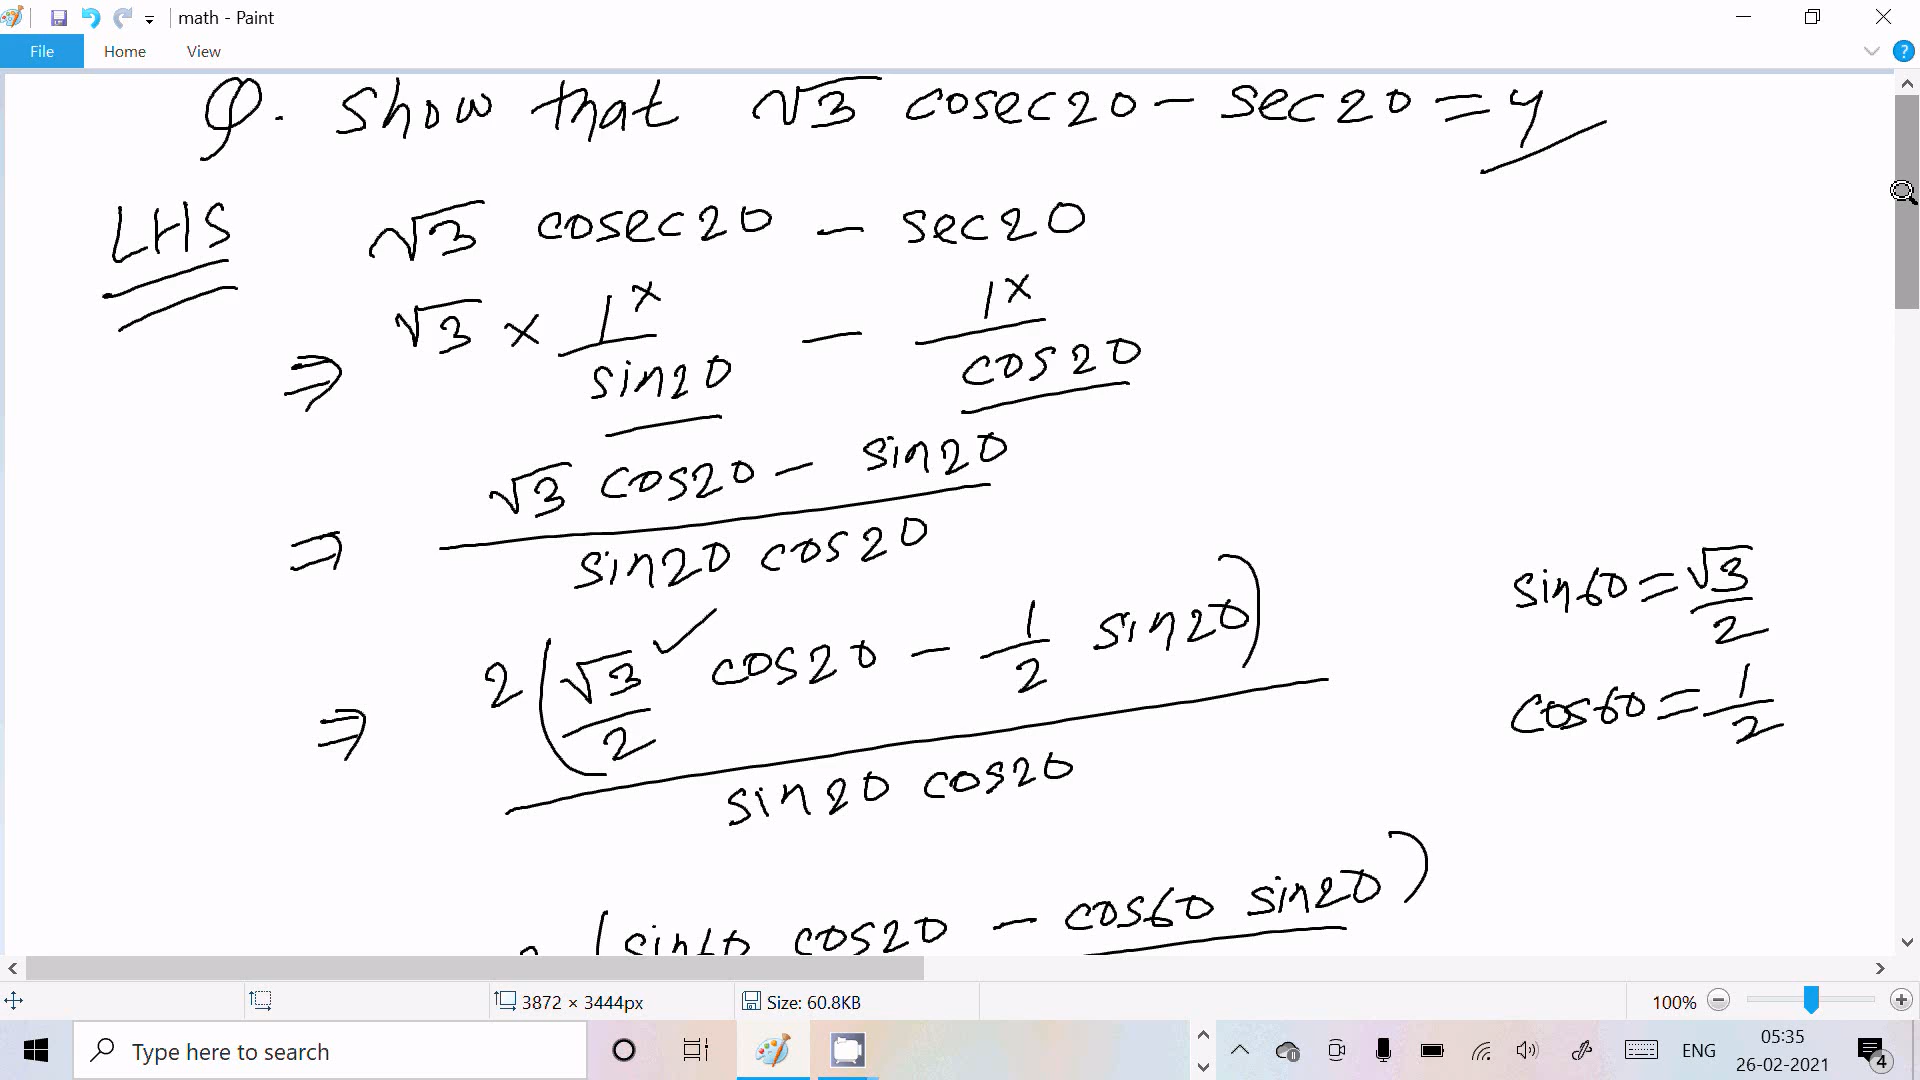 math - Paint
File Home View
Q. Show that √3 cosec20 - sec20 = 4
LHS √3 cosec20 - sec20
⇒ √3 × 1×/sin20 - 1×/cos20
⇒ √3 cos20 - sin20 / sin20 cos20
⇒ 2(√3/2 cos20 - 1/2 sin20) / sin20 cos20
sin60 = √3/2
cos60 = 1/2
(sin60 cos20 - cos60 sin20)
3872 × 3444px Size: 60.8KB 100%
Type here to search
ENG
05:35
26-02-2021
4